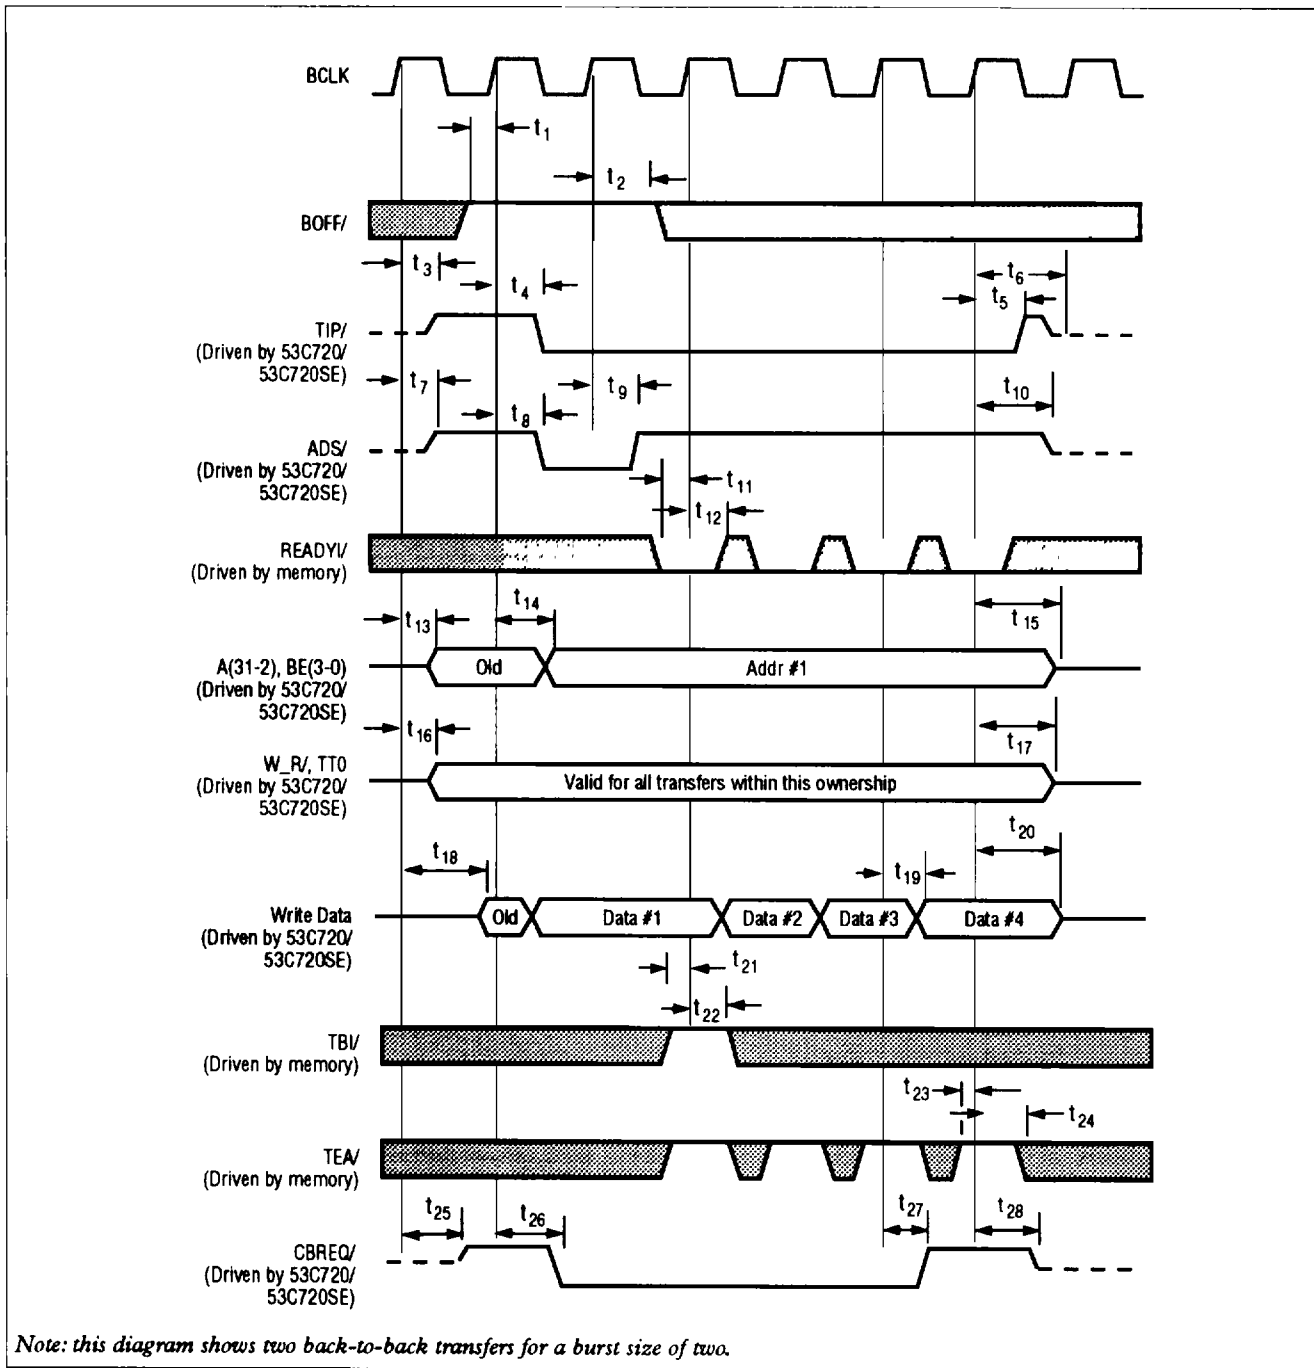 BCLK
t1
t2
BOFF/
t3
t4
t6
t5
TIP/
(Driven by 53C720/
53C720SE)
t7
t8
t9
t10
ADS/
(Driven by 53C720/
53C720SE)
t11
t12
READYI/
(Driven by memory)
t13
t14
t15
A(31-2), BE(3-0)
(Driven by 53C720/
53C720SE)
Old
Addr #1
t16
t17
W_R/, TT0
(Driven by 53C720/
53C720SE)
Valid for all transfers within this ownership
t18
t19
t20
Write Data
(Driven by 53C720/
53C720SE)
Old
Data #1
Data #2
Data #3
Data #4
t21
t22
TBI/
(Driven by memory)
t23
t24
TEA/
(Driven by memory)
t25
t26
t27
t28
CBREQ/
(Driven by 53C720/
53C720SE)
Note: this diagram shows two back-to-back transfers for a burst size of two.